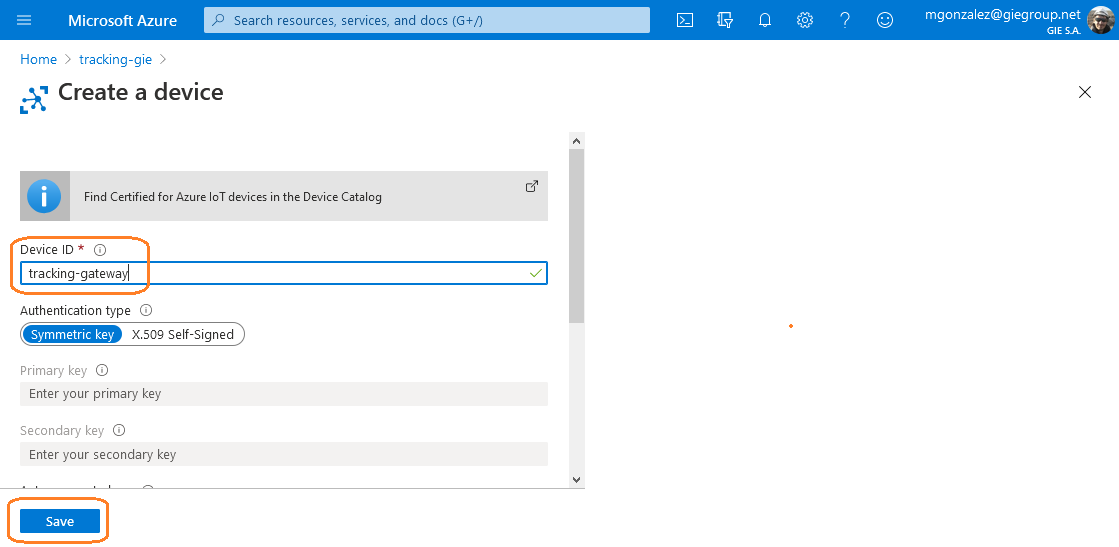 Microsoft Azure
Search resources, services, and docs (G+/)
mgonzalez@giegroup.net
GIE S.A.
Home > tracking-gie >
Create a device
Find Certified for Azure IoT devices in the Device Catalog
Device ID *
tracking-gateway
Authentication type
Symmetric key X.509 Self-Signed
Primary key
Enter your primary key
Secondary key
Enter your secondary key
Save